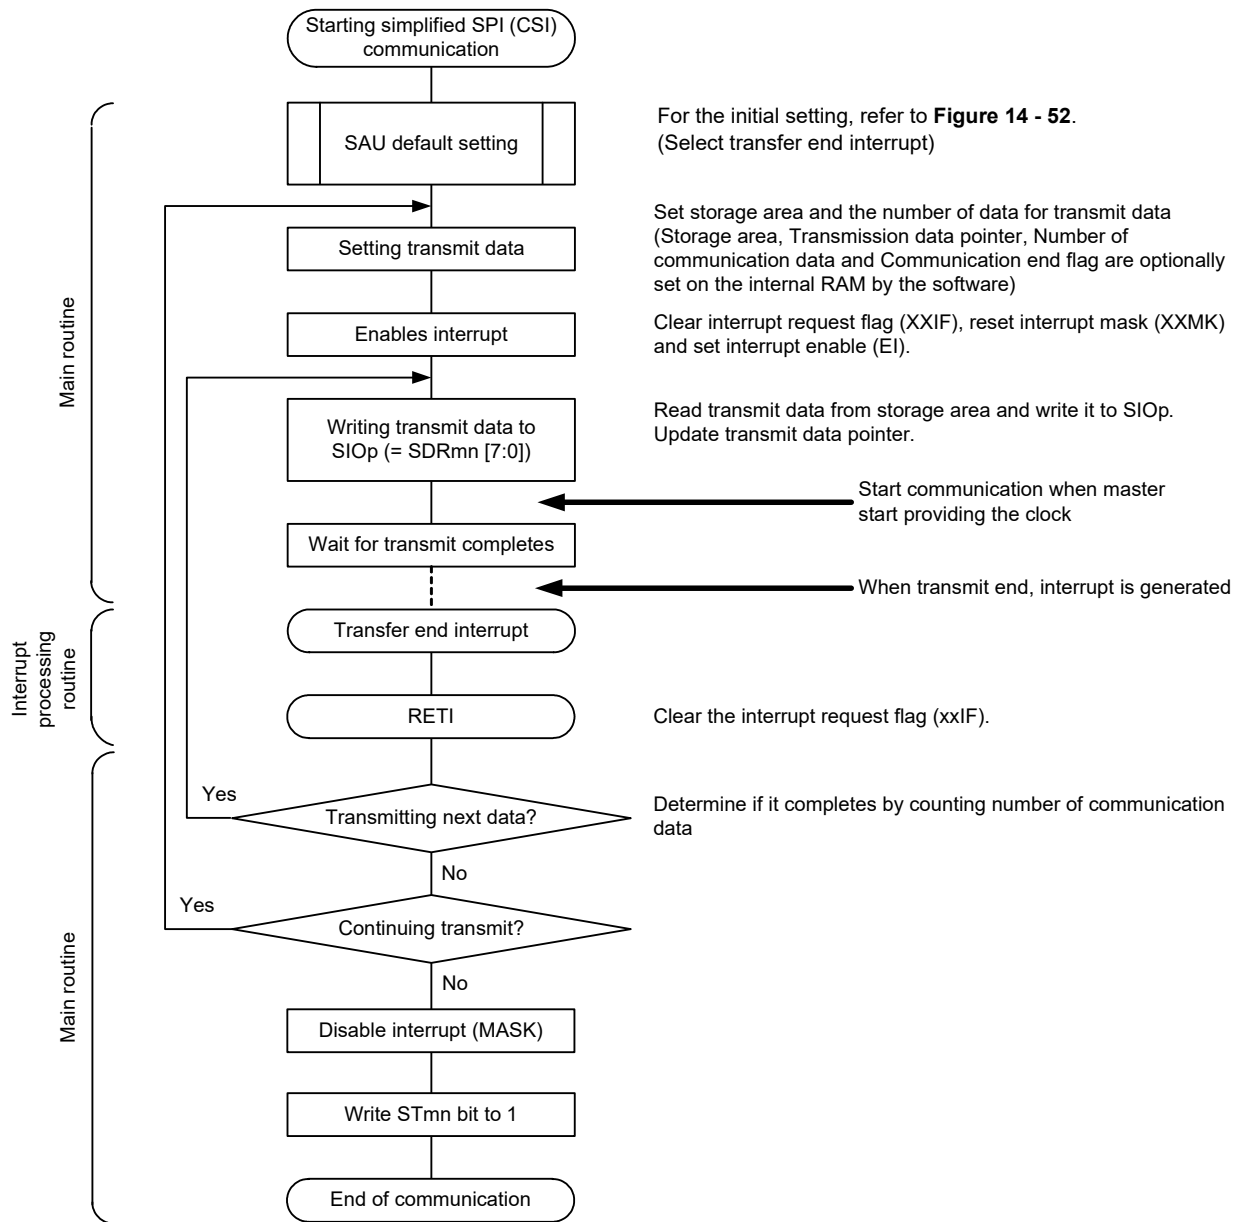 Starting simplified SPI (CSI)
communication
SAU default setting
For the initial setting, refer to Figure 14 - 52.
(Select transfer end interrupt)
Setting transmit data
Set storage area and the number of data for transmit data
(Storage area, Transmission data pointer, Number of
communication data and Communication end flag are optionally
set on the internal RAM by the software)
Main routine
Enables interrupt
Clear interrupt request flag (XXIF), reset interrupt mask (XXMK)
and set interrupt enable (EI).
Writing transmit data to
SIOp (= SDRmn [7:0])
Read transmit data from storage area and write it to SIOp.
Update transmit data pointer.
Start communication when master
start providing the clock
Wait for transmit completes
When transmit end, interrupt is generated
Interrupt
processing
routine
Transfer end interrupt
RETI
Clear the interrupt request flag (xxIF).
Yes
Transmitting next data?
Determine if it completes by counting number of communication
data
No
Yes
Continuing transmit?
No
Main routine
Disable interrupt (MASK)
Write STmn bit to 1
End of communication